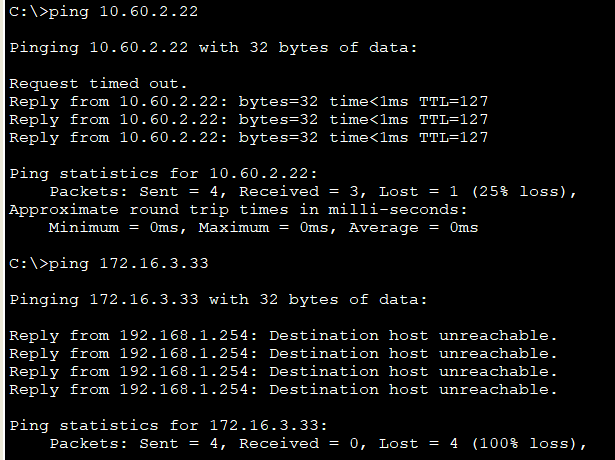 C:\>ping 10.60.2.22
Pinging 10.60.2.22 with 32 bytes of data:
Request timed out.
Reply from 10.60.2.22: bytes=32 time<1ms TTL=127
Reply from 10.60.2.22: bytes=32 time<1ms TTL=127
Reply from 10.60.2.22: bytes=32 time<1ms TTL=127
Ping statistics for 10.60.2.22:
    Packets: Sent = 4, Received = 3, Lost = 1 (25% loss),
Approximate round trip times in milli-seconds:
    Minimum = 0ms, Maximum = 0ms, Average = 0ms
C:\>ping 172.16.3.33
Pinging 172.16.3.33 with 32 bytes of data:
Reply from 192.168.1.254: Destination host unreachable.
Reply from 192.168.1.254: Destination host unreachable.
Reply from 192.168.1.254: Destination host unreachable.
Reply from 192.168.1.254: Destination host unreachable.
Ping statistics for 172.16.3.33:
    Packets: Sent = 4, Received = 0, Lost = 4 (100% loss),